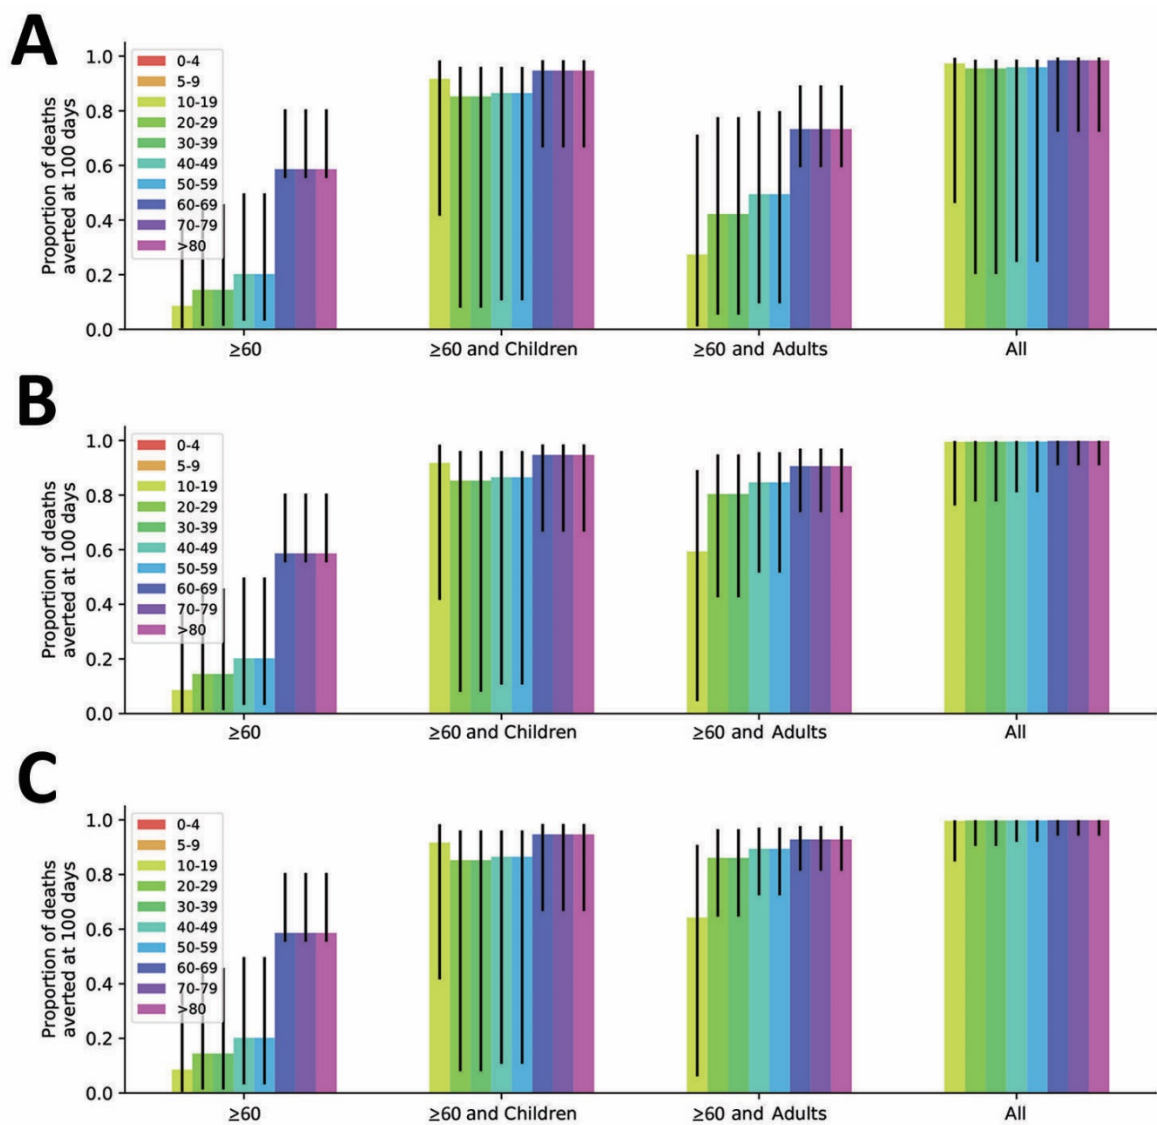 A
Proportion of deaths
averted at 100 days
1.0
0.8
0.6
0.4
0.2
0.0
0-4
5-9
10-19
20-29
30-39
40-49
50-59
60-69
70-79
>80
≥60
≥60 and Children
≥60 and Adults
All
B
Proportion of deaths
averted at 100 days
1.0
0.8
0.6
0.4
0.2
0.0
0-4
5-9
10-19
20-29
30-39
40-49
50-59
60-69
70-79
>80
≥60
≥60 and Children
≥60 and Adults
All
C
Proportion of deaths
averted at 100 days
1.0
0.8
0.6
0.4
0.2
0.0
0-4
5-9
10-19
20-29
30-39
40-49
50-59
60-69
70-79
>80
≥60
≥60 and Children
≥60 and Adults
All